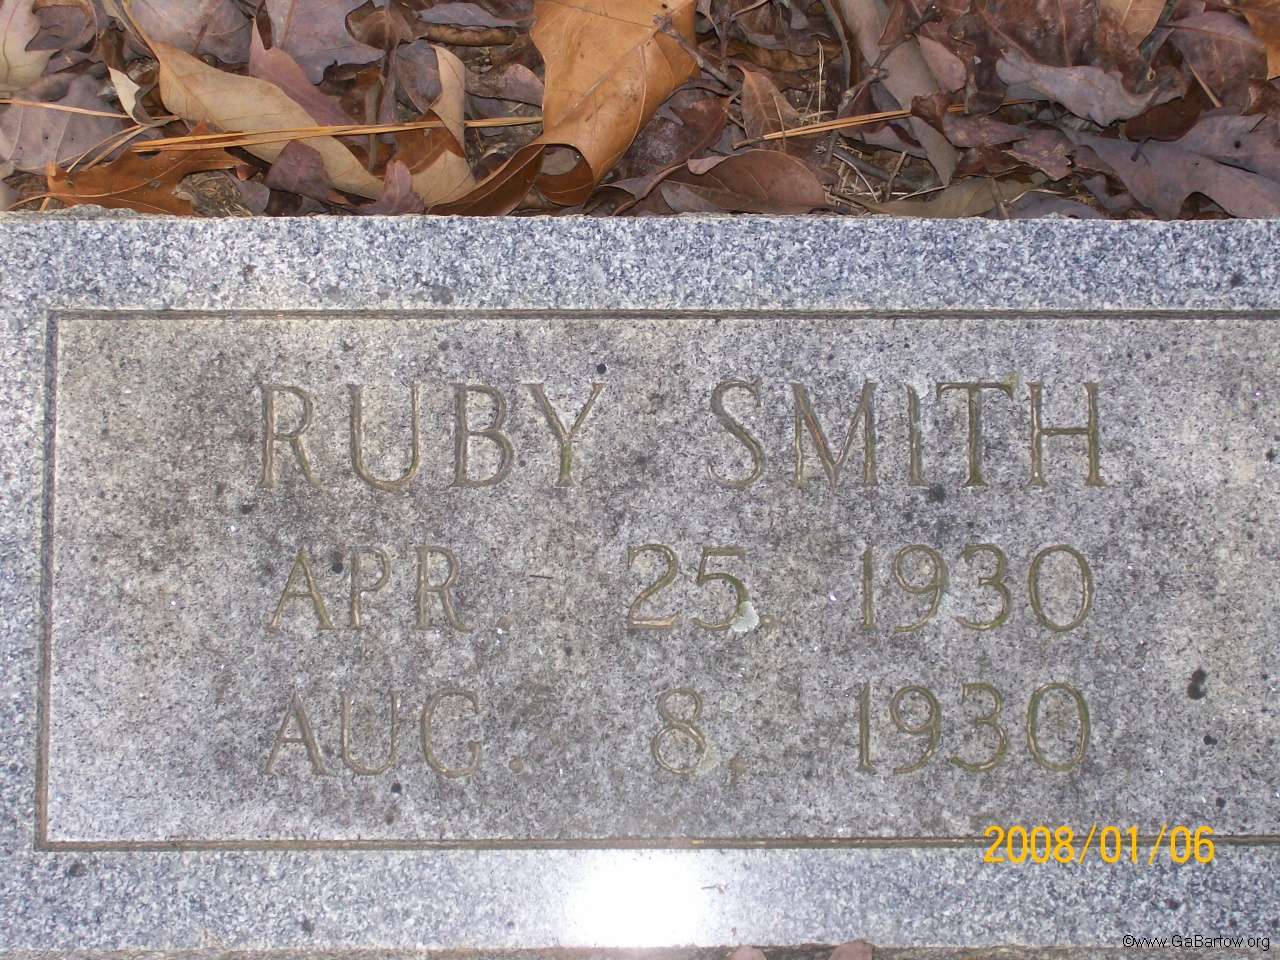 RUBY SMITH
APR. 25. 1930
AUG. 8. 1930
2008/01/06
©www.GaBartow.org